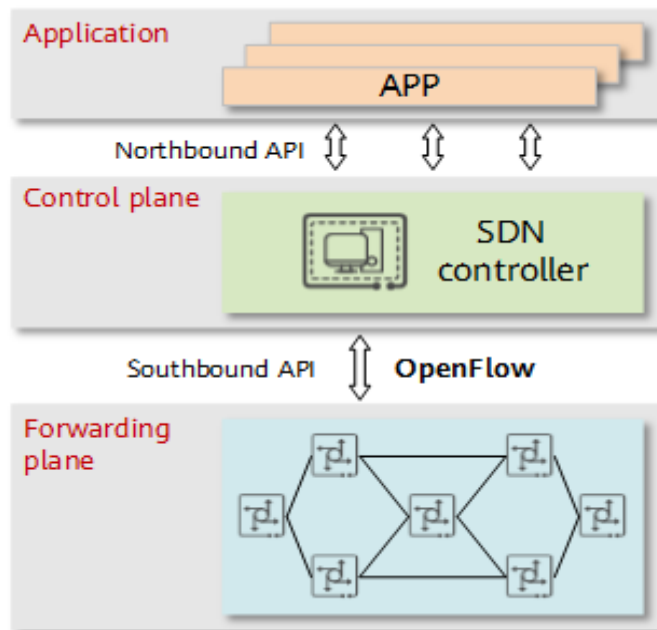 Application
APP
Northbound API
Control plane
SDN
controller
Southbound API
OpenFlow
Forwarding
plane